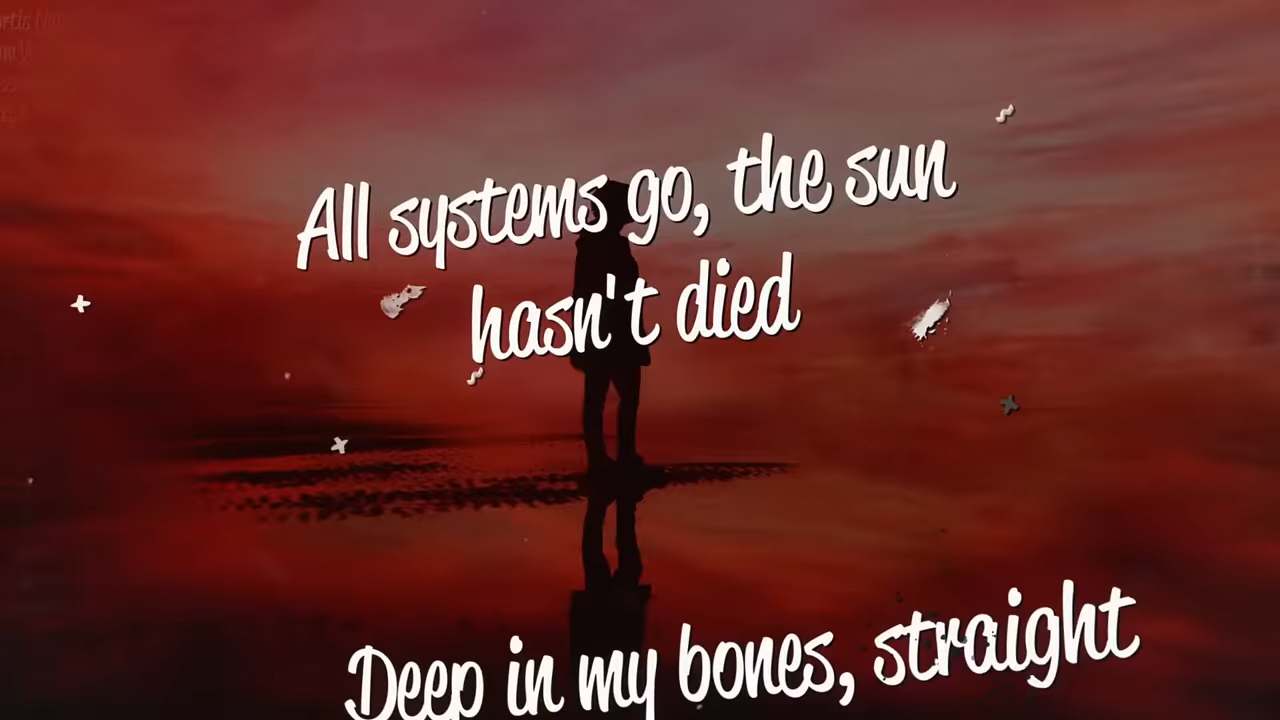 All systems go, the sun
hasn't died
Deep in my bones, straight